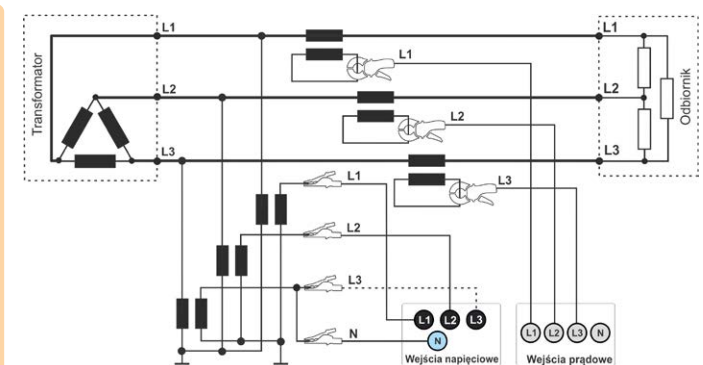 Transformator
L1
L2
L3
L1
L2
L3
L1
L2
L3
Odbiornik
L1
L2
L3
N
L1 L2 L3
N
Wejścia napięciowe
L1 L2 L3 N
Wejścia prądowe